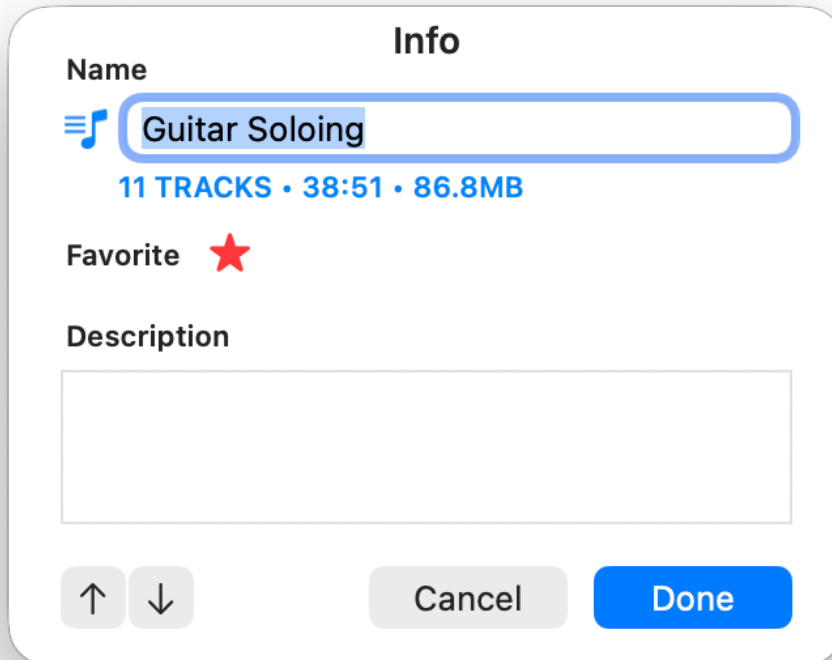 Info
Name
Guitar Soloing
11 TRACKS • 38:51 • 86.8MB
Favorite
Description
Cancel Done